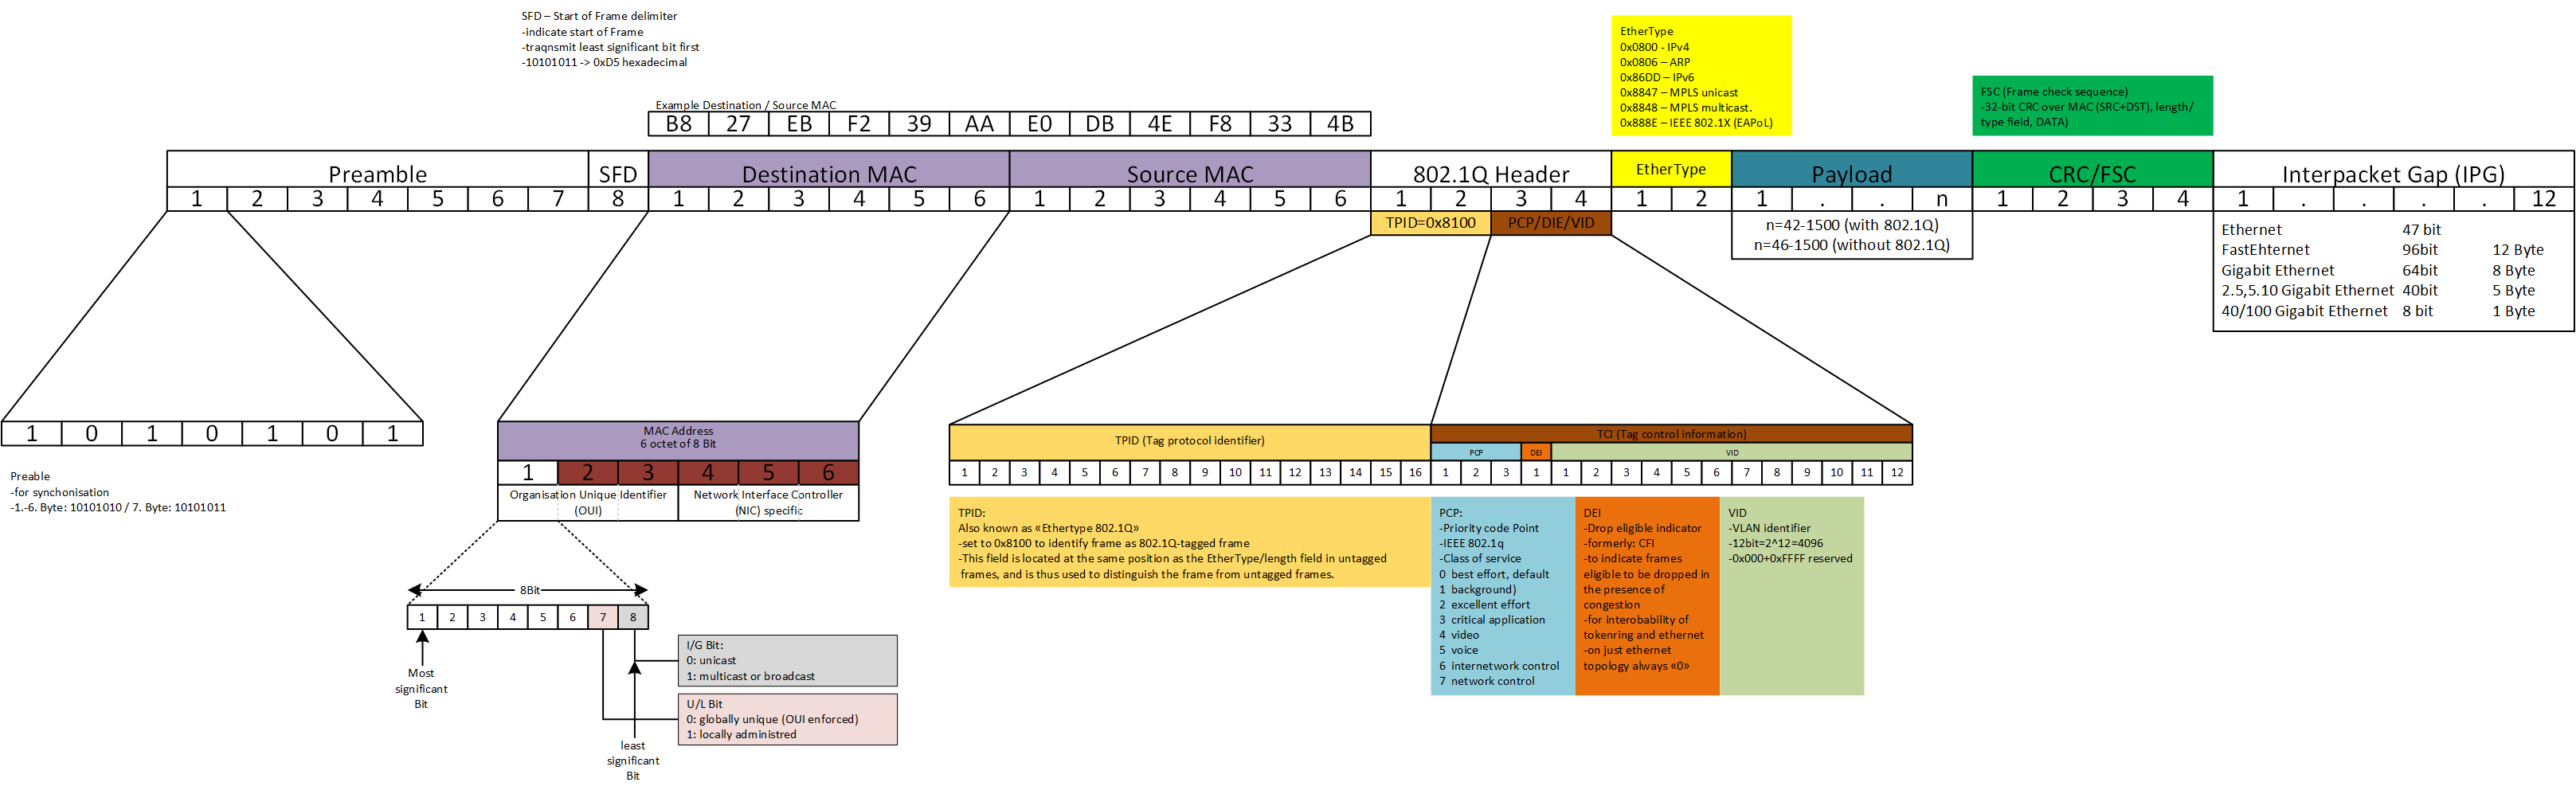 SFD – Start of Frame delimiter
-indicate start of Frame
-traqnsmit least significant bit first
-10101011 -> 0xD5 hexadecimal
EtherType
0x0800 - IPv4
0x0806 – ARP
0x86DD – IPv6
0x8847 – MPLS unicast
0x8848 – MPLS multicast.
0x888E – IEEE 802.1X (EAPoL)
FSC (Frame check sequence)
-32-bit CRC over MAC (SRC+DST), length/
type field, DATA)
Example Destination / Source MAC
B8 27 EB F2 39 AA E0 DB 4E F8 33 4B
Preamble SFD Destination MAC Source MAC 802.1Q Header EtherType Payload CRC/FSC Interpacket Gap (IPG)
1 2 3 4 5 6 7 8 1 2 3 4 5 6 1 2 3 4 5 6 1 2 3 4 1 2 1 . . n 1 2 3 4 1 . . . . 12
TPID=0x8100 PCP/DIE/VID
n=42-1500 (with 802.1Q)
n=46-1500 (without 802.1Q)
Ethernet 47 bit
FastEhternet 96bit 12 Byte
Gigabit Ethernet 64bit 8 Byte
2.5,5.10 Gigabit Ethernet 40bit 5 Byte
40/100 Gigabit Ethernet 8 bit 1 Byte
1 0 1 0 1 0 1
Preable
-for synchonisation
-1.-6. Byte: 10101010 / 7. Byte: 10101011
MAC Address
6 octet of 8 Bit
1 2 3 4 5 6
Organisation Unique Identifier
(OUI)
Network Interface Controller
(NIC) specific
8Bit
1 2 3 4 5 6 7 8
Most
significant
Bit
I/G Bit:
0: unicast
1: multicast or broadcast
U/L Bit
0: globally unique (OUI enforced)
1: locally administred
least
significant
Bit
TPID (Tag protocol identifier)
TCI (Tag control information)
PCP DEI VID
1 2 3 4 5 6 7 8 9 10 11 12 13 14 15 16 1 2 3 1 1 2 3 4 5 6 7 8 9 10 11 12
TPID:
Also known as «Ethertype 802.1Q»
-set to 0x8100 to identify frame as 802.1Q-tagged frame
-This field is located at the same position as the EtherType/length field in untagged
frames, and is thus used to distinguish the frame from untagged frames.
PCP:
-Priority code Point
-IEEE 802.1q
-Class of service
0 best effort, default
1 background)
2 excellent effort
3 critical application
4 video
5 voice
6 internetwork control
7 network control
DEI
-Drop eligible indicator
-formerly: CFI
-to indicate frames
eligible to be dropped in
the presence of
congestion
-for interobability of
tokenring and ethernet
-on just ethernet
topology always «0»
VID
-VLAN identifier
-12bit=2^12=4096
-0x000+0xFFFF reserved